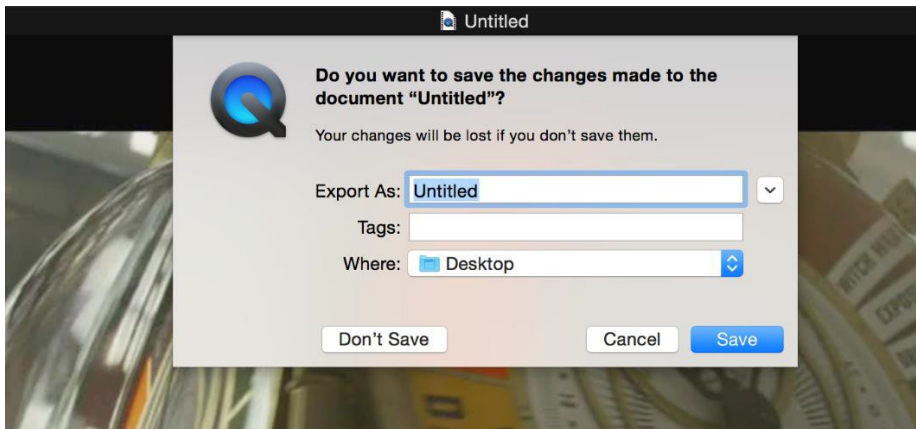 Untitled
Do you want to save the changes made to the
document “Untitled”?
Your changes will be lost if you don’t save them.
Export As: Untitled
Tags:
Where: Desktop
Don't Save Cancel Save